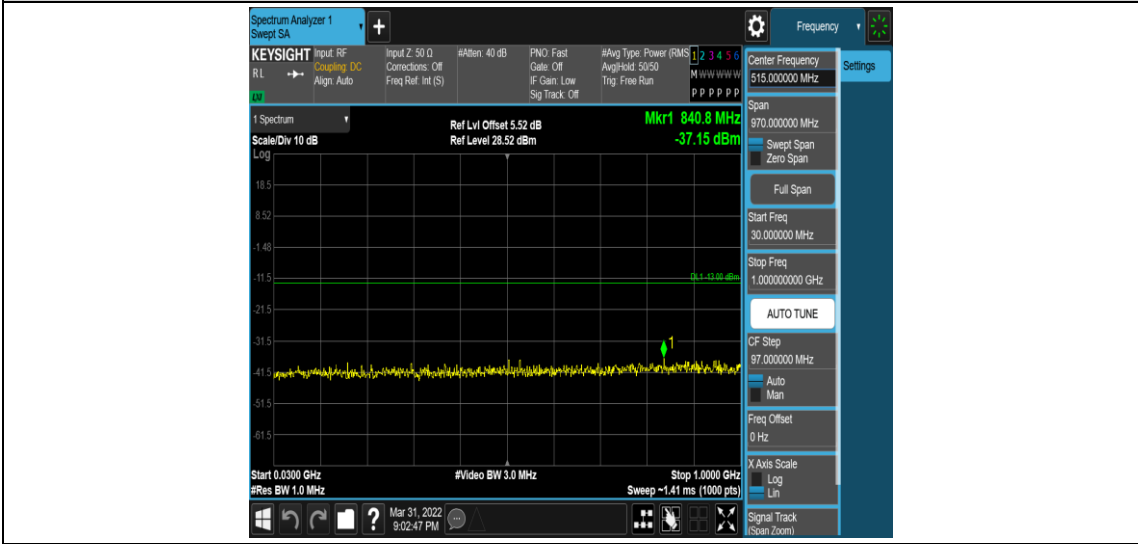 Spectrum Analyzer 1
Swept SA
+
Frequency
KEYSIGHT
RL
Input: RF
Coupling: DC
Align: Auto
Input Z: 50 Ω
Corrections: Off
Freq Ref: Int (S)
#Atten: 40 dB
PNO: Fast
Gate: Off
IF Gain: Low
Sig Track: Off
#Avg Type: Power (RMS
Avg|Hold: 50/50
Trig: Free Run
1 2 3 4 5 6
M W W W W W
P P P P P P
1 Spectrum
Scale/Div 10 dB
Log
Ref Lvl Offset 5.52 dB
Ref Level 28.52 dBm
Mkr1 840.8 MHz
-37.15 dBm
18.5
8.52
-1.48
-11.5
DL1 -13.00 dBm
-21.5
-31.5
1
-41.5
-51.5
-61.5
Start 0.0300 GHz
#Res BW 1.0 MHz
#Video BW 3.0 MHz
Stop 1.0000 GHz
Sweep ~1.41 ms (1000 pts)
?
Mar 31, 2022
9:02:47 PM
Center Frequency
515.000000 MHz
Settings
Span
970.000000 MHz
Swept Span
Zero Span
Full Span
Start Freq
30.000000 MHz
Stop Freq
1.000000000 GHz
AUTO TUNE
CF Step
97.000000 MHz
Auto
Man
Freq Offset
0 Hz
X Axis Scale
Log
Lin
Signal Track
(Span Zoom)